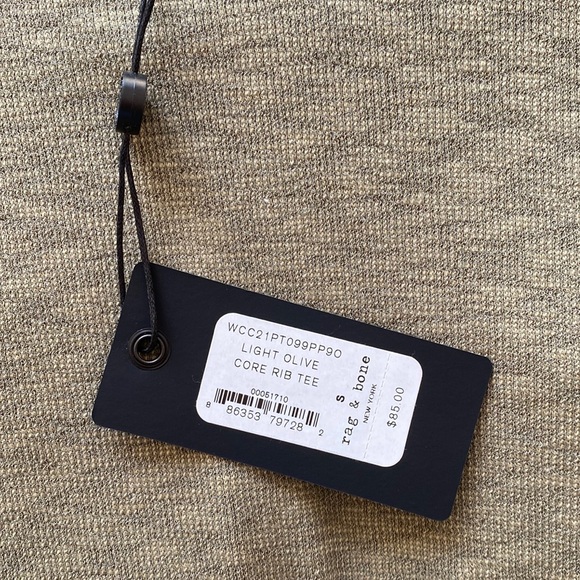 WCC21PT099PP90
LIGHT OLIVE
CORE RIB TEE
00051710
8 86353 79728 2
S
rag & bone
NEW YORK
$85.00